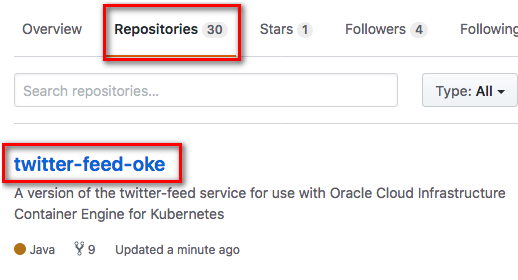 Overview Repositories 30 Stars 1 Followers 4 Following
Search repositories... Type: All
twitter-feed-oke
A version of the twitter-feed service for use with Oracle Cloud Infrastructure
Container Engine for Kubernetes
Java 9 Updated a minute ago